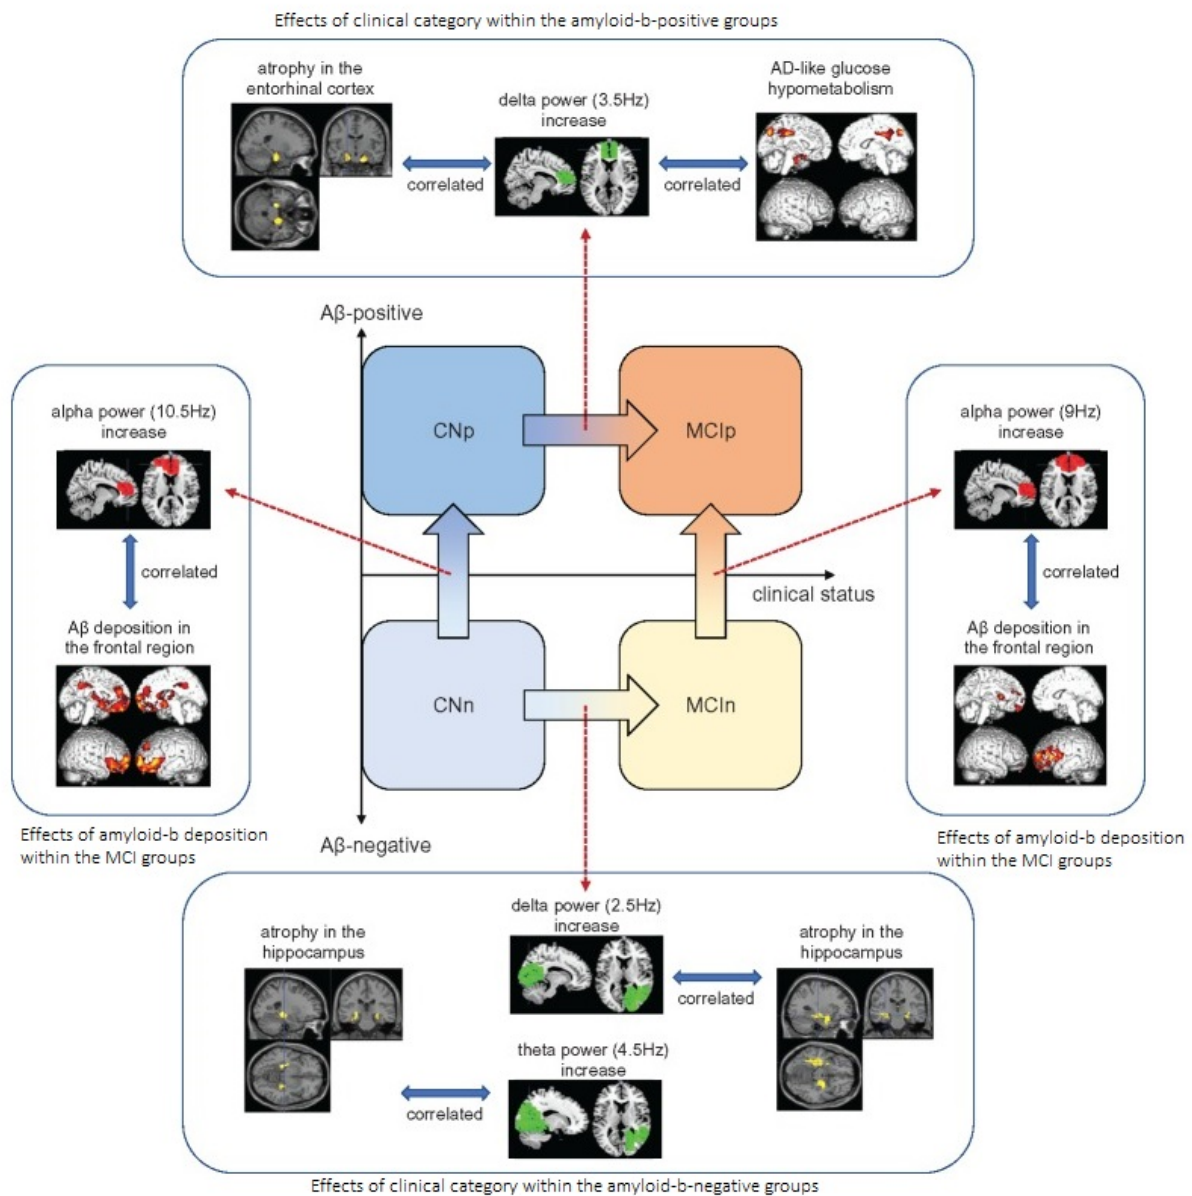 Effects of clinical category within the amyloid-b-positive groups
atrophy in the
entorhinal cortex
delta power (3.5Hz)
increase
AD-like glucose
hypometabolism
correlated
correlated
Aβ-positive
CNp
MCIp
alpha power (10.5Hz)
increase
correlated
Aβ deposition in
the frontal region
alpha power (9Hz)
increase
correlated
Aβ deposition in
the frontal region
clinical status
CNn
MCIn
Aβ-negative
Effects of amyloid-b deposition
within the MCI groups
Effects of amyloid-b deposition
within the MCI groups
delta power (2.5Hz)
increase
atrophy in the
hippocampus
atrophy in the
hippocampus
correlated
theta power (4.5Hz)
increase
correlated
Effects of clinical category within the amyloid-b-negative groups